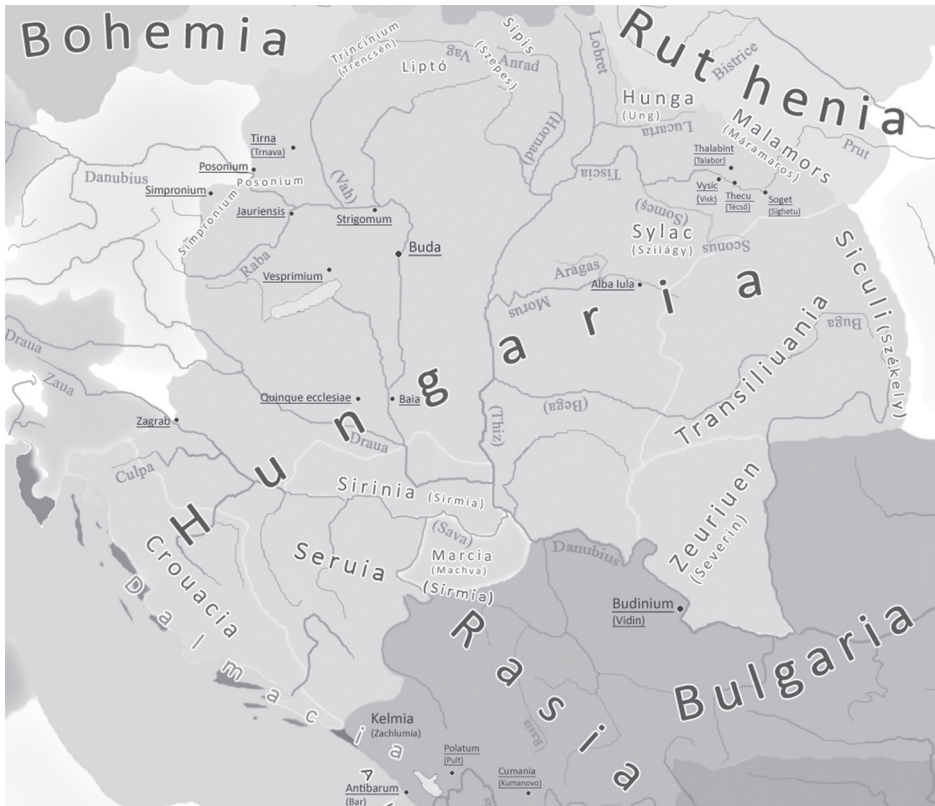 Bohemia
Ruthenia
Trincinium
(Trencsén)
Liptó
Vag
Sipis
(Szepes)
Anrad
(Hornad)
Lobret
Bistrice
Hunga
(Ung)
Lucarta
Malamors
(Máramaros)
Prut
Tirna
(Trnava)
Posonium
Posonium
Danubius
Simpronium
Simpronium
(Vah)
Jauriensis
Strigomum
Thalabint
(Talabor)
Tiscia
Vysic
(Visk)
Thecu
(Técső)
Soget
(Sighetu)
(Someș)
Sylac
(Szilágy)
Sconus
Buda
Raba
Vesprimium
Aragas
Alba Iula
Morus
Siculi (Székely)
Buga
Hungaria
Transiliuania
Draua
Zaua
Quinque ecclesiae
Baia
Zagrab
Draua
(Thiz)
(Bega)
Culpa
Sirinia (Sirmia)
Zeuriuen
(Severin)
(Sava)
Marcia
(Machva)
(Sirmia)
Danubius
Seruia
Crouacia
Dalmacia
Budinium
(Vidin)
Rasia
Bulgaria
Rasia
Kelmia
(Zachlumia)
Polatum
(Pult)
Cumania
(Kumanovo)
Antibarum
(Bar)